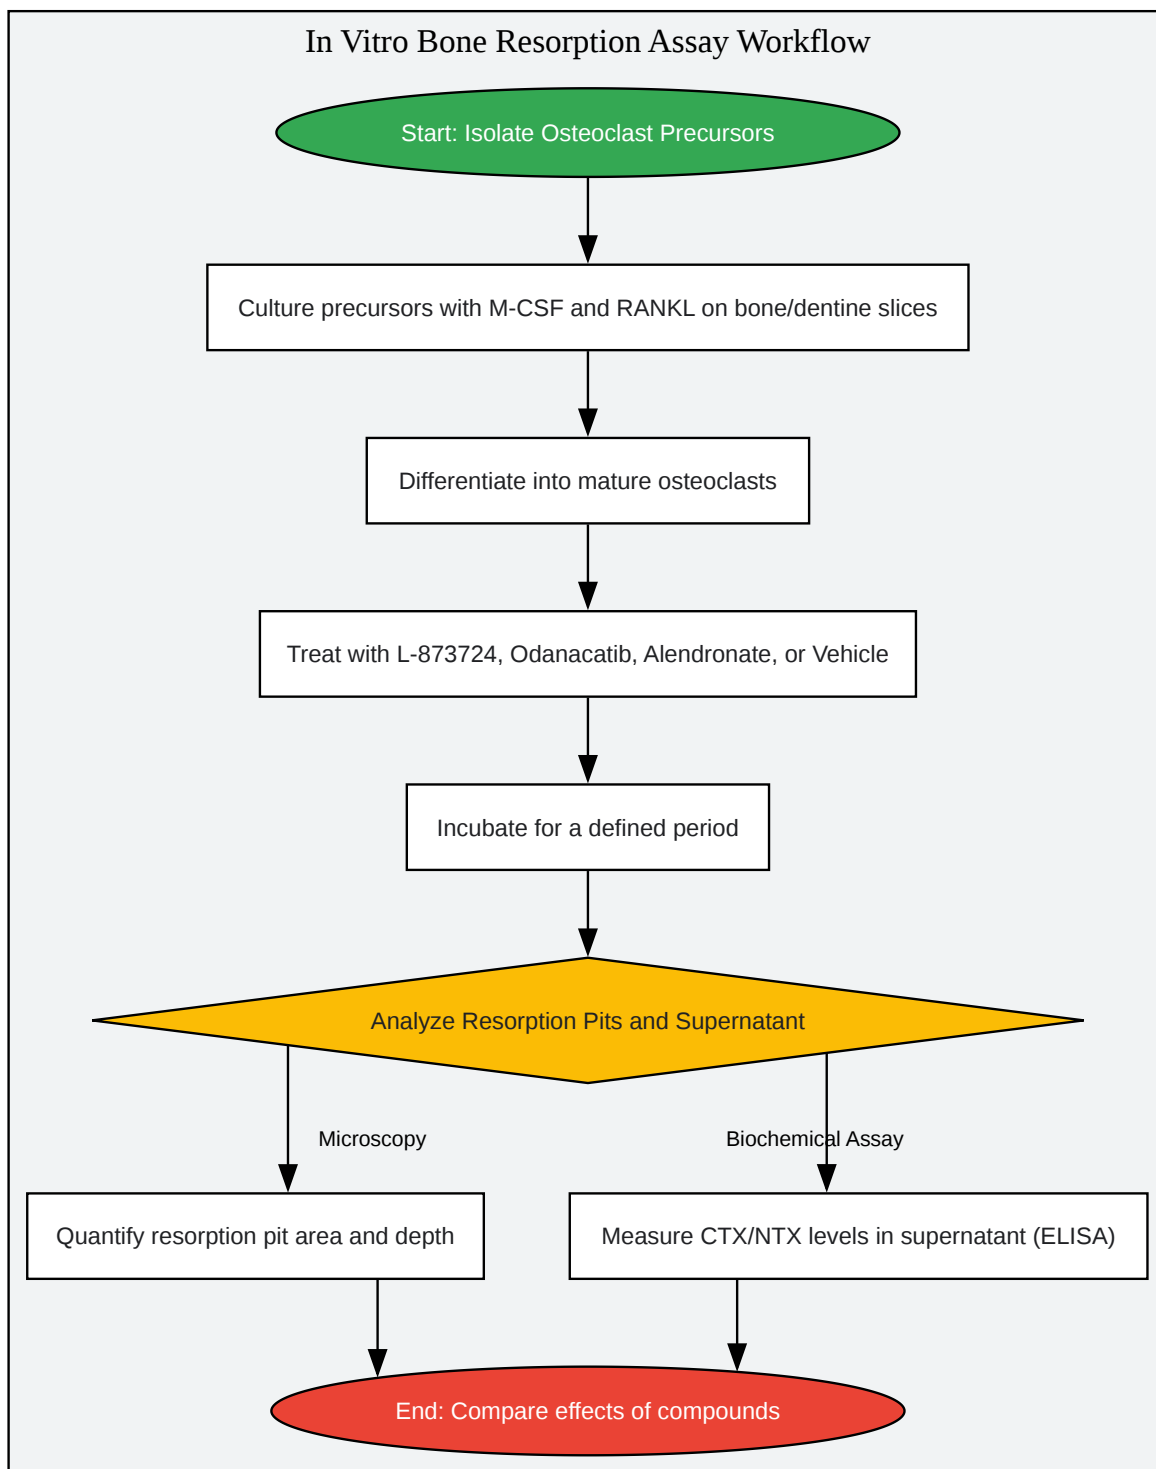 In Vitro Bone Resorption Assay Workflow
Start: Isolate Osteoclast Precursors
Culture precursors with M-CSF and RANKL on bone/dentine slices
Differentiate into mature osteoclasts
Treat with L-873724, Odanacatib, Alendronate, or Vehicle
Incubate for a defined period
Analyze Resorption Pits and Supernatant
Microscopy
Biochemical Assay
Quantify resorption pit area and depth
Measure CTX/NTX levels in supernatant (ELISA)
End: Compare effects of compounds